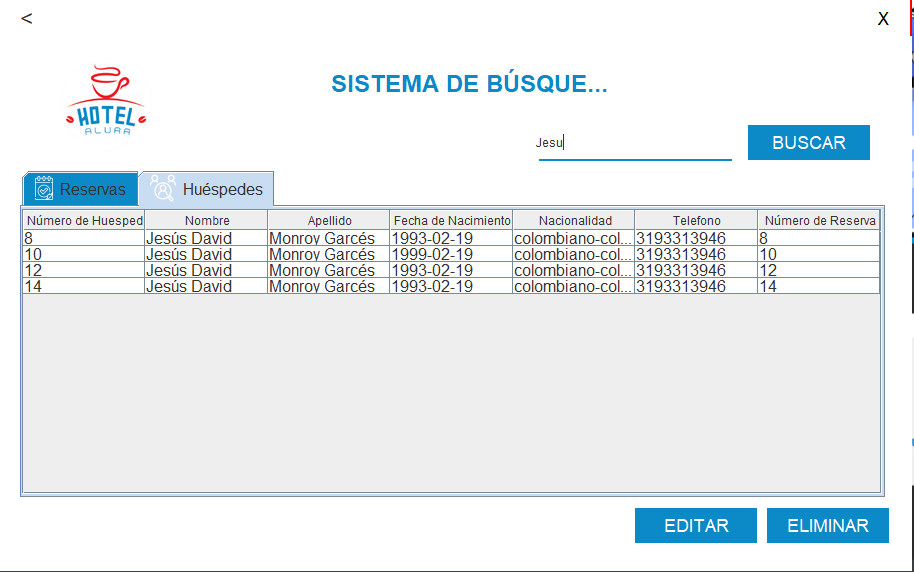 < X
SISTEMA DE BÚSQUE...
HOTEL
ALURA
Jesu
BUSCAR
Reservas Huéspedes
Número de Huesped Nombre Apellido Fecha de Nacimiento Nacionalidad Telefono Número de Reserva
8 Jesús David Monroy Garcés 1993-02-19 colombiano-col... 3193313946 8
10 Jesús David Monroy Garcés 1999-02-19 colombiano-col... 3193313946 10
12 Jesús David Monroy Garcés 1993-02-19 colombiano-col... 3193313946 12
14 Jesús David Monroy Garcés 1993-02-19 colombiano-col... 3193313946 14
EDITAR ELIMINAR